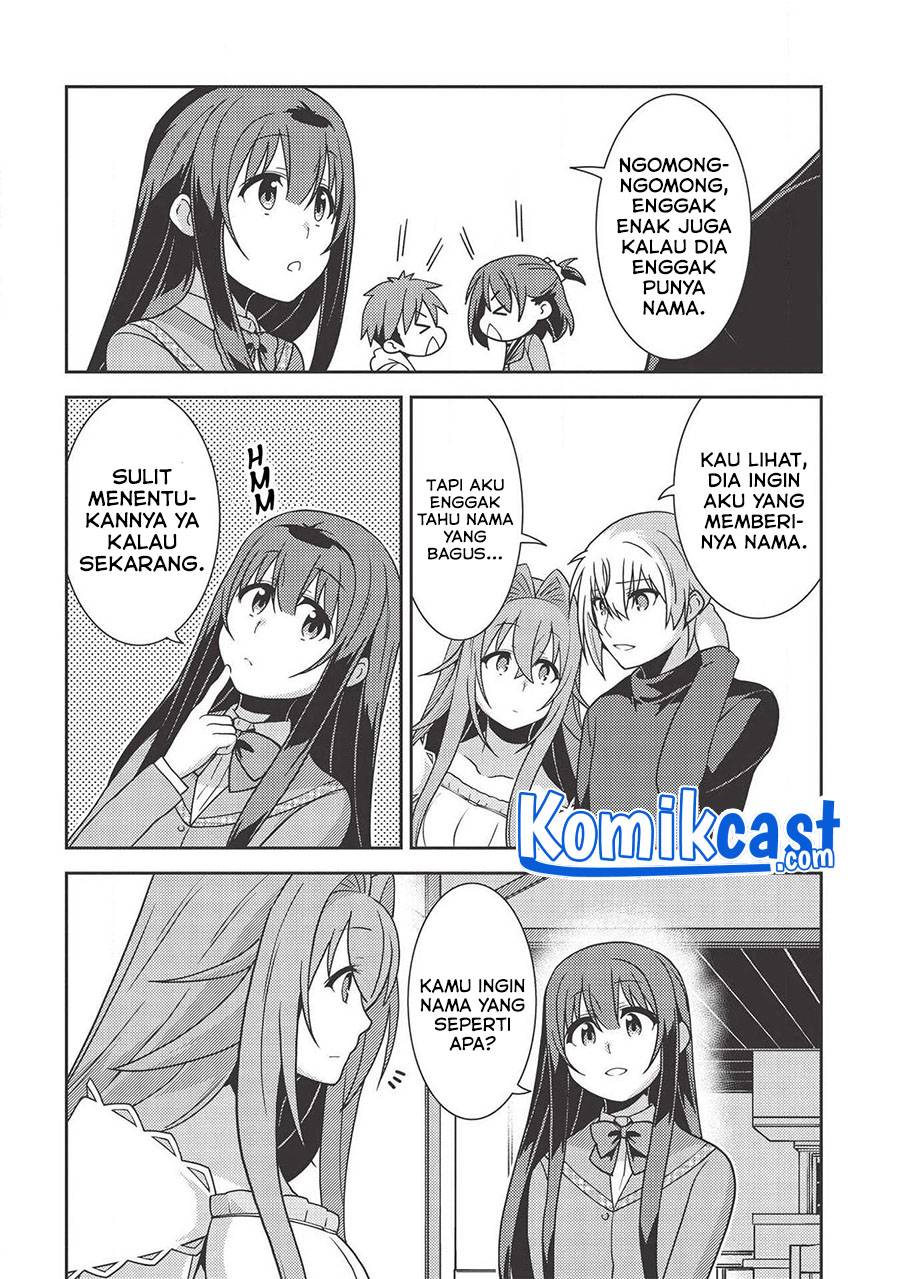 NGOMONG-
NGOMONG,
ENGGAK
ENAK JUGA
KALAU DIA
ENGGAK
PUNYA
NAMA.
KAU LIHAT,
DIA INGIN
AKU YANG
MEMBERI-
NYA NAMA.
TAPI AKU
ENGGAK
TAHU NAMA
YANG
BAGUS...
HMM
SULIT
MENENTU-
KANNYA YA
KALAU
SEKARANG.
Komikcast
.com
KAMU INGIN
NAMA YANG
SEPERTI
APA?